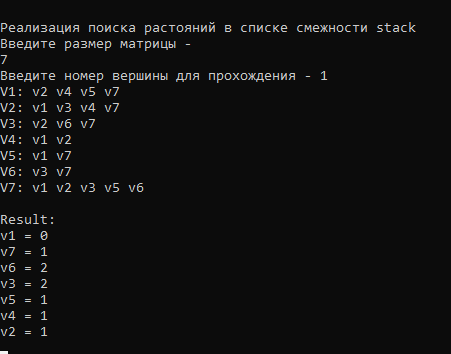 Реализация поиска растояний в списке смежности stack
Введите размер матрицы -
7
Введите номер вершины для прохождения - 1
V1: v2 v4 v5 v7
V2: v1 v3 v4 v7
V3: v2 v6 v7
V4: v1 v2
V5: v1 v7
V6: v3 v7
V7: v1 v2 v3 v5 v6
Result:
v1 = 0
v7 = 1
v6 = 2
v3 = 2
v5 = 1
v4 = 1
v2 = 1